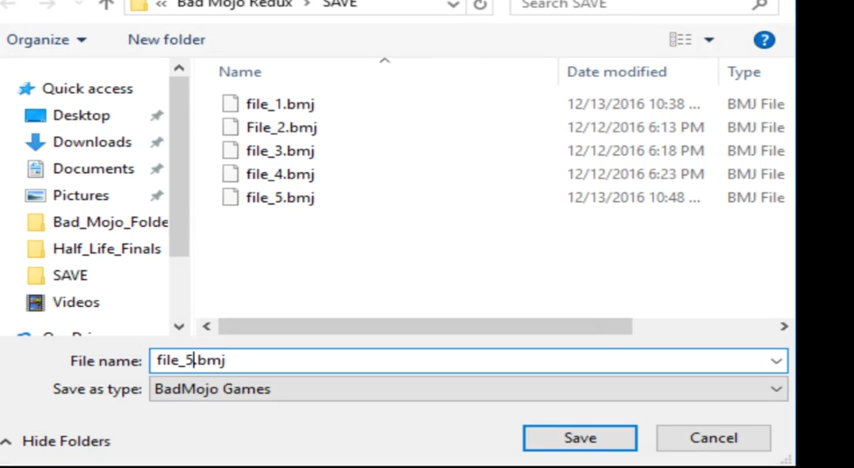 « Bad Mojo Redux > SAVE
Search SAVE
Organize
New folder
?
Name
Date modified
Type
Quick access
Desktop
Downloads
Documents
Pictures
Bad_Mojo_Folde
Half_Life_Finals
SAVE
Videos
file_1.bmj 12/13/2016 10:38 ... BMJ File
File_2.bmj 12/12/2016 6:13 PM BMJ File
file_3.bmj 12/12/2016 6:18 PM BMJ File
file_4.bmj 12/12/2016 6:23 PM BMJ File
file_5.bmj 12/13/2016 10:48 ... BMJ File
File name: file_5.bmj
Save as type: BadMojo Games
Hide Folders
Save
Cancel